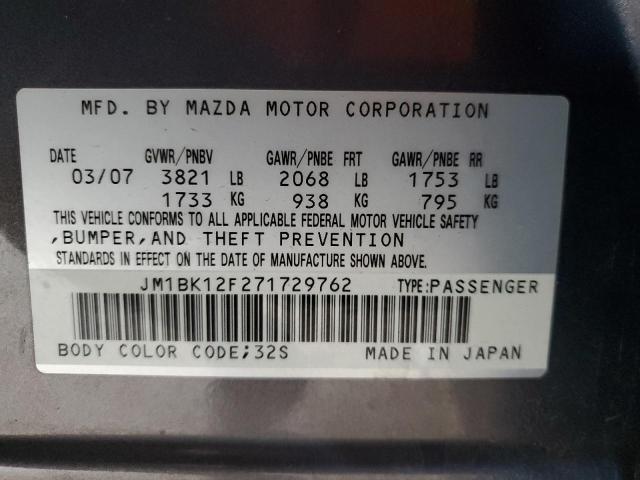 MFD. BY MAZDA MOTOR CORPORATION
DATE GVWR/PNBV GAWR/PNBE FRT GAWR/PNBE RR
03/07 3821 LB 2068 LB 1753 LB
1733 KG 938 KG 795 KG
THIS VEHICLE CONFORMS TO ALL APPLICABLE FEDERAL MOTOR VEHICLE SAFETY
,BUMPER,AND THEFT PREVENTION
STANDARDS IN EFFECT ON THE DATE OF MANUFACTURE SHOWN ABOVE.
JM1BK12F271729762 TYPE:PASSENGER
BODY COLOR CODE;32S MADE IN JAPAN